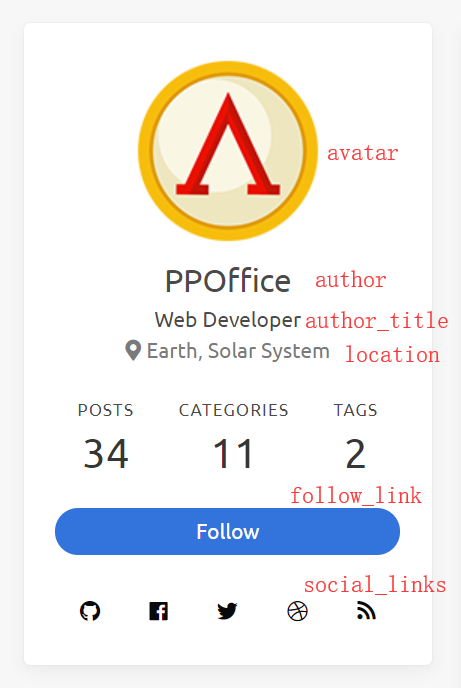 avatar
PPOffice author
Web Developer author_title
Earth, Solar System location
POSTS CATEGORIES TAGS
34 11 2
follow_link
Follow
social_links